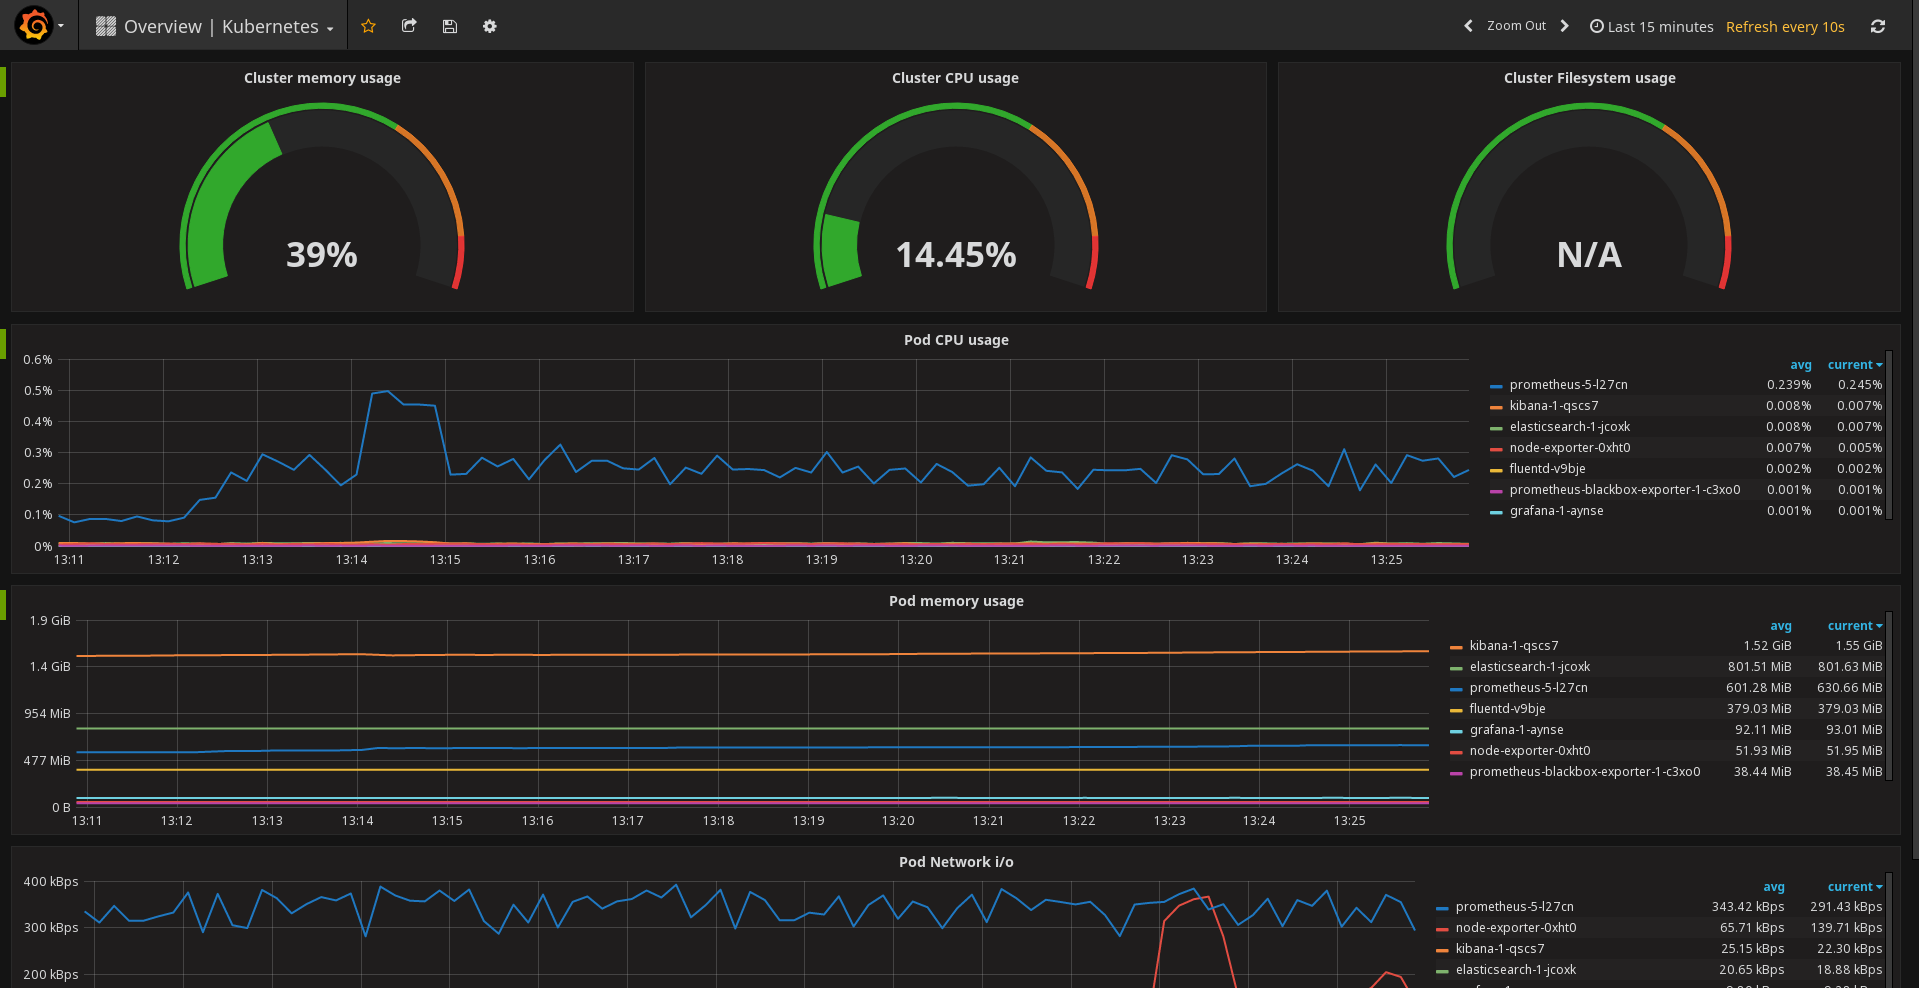 Overview | Kubernetes
Zoom Out
Last 15 minutes
Refresh every 10s
Cluster memory usage
39%
Cluster CPU usage
14.45%
Cluster Filesystem usage
N/A
Pod CPU usage
0.6%
0.5%
0.4%
0.3%
0.2%
0.1%
0%
13:11 13:12 13:13 13:14 13:15 13:16 13:17 13:18 13:19 13:20 13:21 13:22 13:23 13:24 13:25
avg current
prometheus-5-l27cn 0.239% 0.245%
kibana-1-qscs7 0.008% 0.007%
elasticsearch-1-jcoxk 0.008% 0.007%
node-exporter-0xht0 0.007% 0.005%
fluentd-v9bje 0.002% 0.002%
prometheus-blackbox-exporter-1-c3xo0 0.001% 0.001%
grafana-1-aynse 0.001% 0.001%
Pod memory usage
1.9 GiB
1.4 GiB
954 MiB
477 MiB
0 B
13:11 13:12 13:13 13:14 13:15 13:16 13:17 13:18 13:19 13:20 13:21 13:22 13:23 13:24 13:25
avg current
kibana-1-qscs7 1.52 GiB 1.55 GiB
elasticsearch-1-jcoxk 801.51 MiB 801.63 MiB
prometheus-5-l27cn 601.28 MiB 630.66 MiB
fluentd-v9bje 379.03 MiB 379.03 MiB
grafana-1-aynse 92.11 MiB 93.01 MiB
node-exporter-0xht0 51.93 MiB 51.95 MiB
prometheus-blackbox-exporter-1-c3xo0 38.44 MiB 38.45 MiB
Pod Network i/o
400 kBps
300 kBps
200 kBps
avg current
prometheus-5-l27cn 343.42 kBps 291.43 kBps
node-exporter-0xht0 65.71 kBps 139.71 kBps
kibana-1-qscs7 25.15 kBps 22.30 kBps
elasticsearch-1-jcoxk 20.65 kBps 18.88 kBps